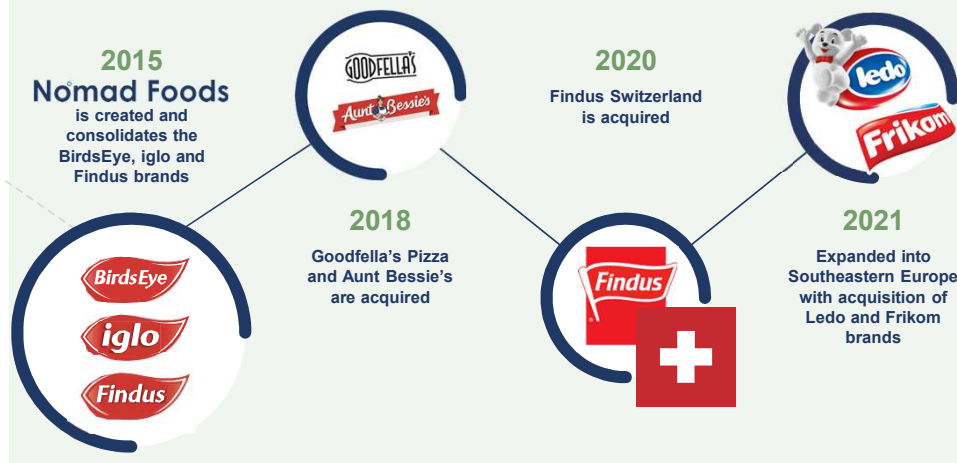 2015
Nomad Foods
is created and
consolidates the
BirdsEye, iglo and
Findus brands
BirdsEye
iglo
Findus
GOODFELLA'S
Aunt Bessie's
2018
Goodfella's Pizza
and Aunt Bessie's
are acquired
2020
Findus Switzerland
is acquired
Findus
ledo
Frikom
2021
Expanded into
Southeastern Europe
with acquisition of
Ledo and Frikom
brands